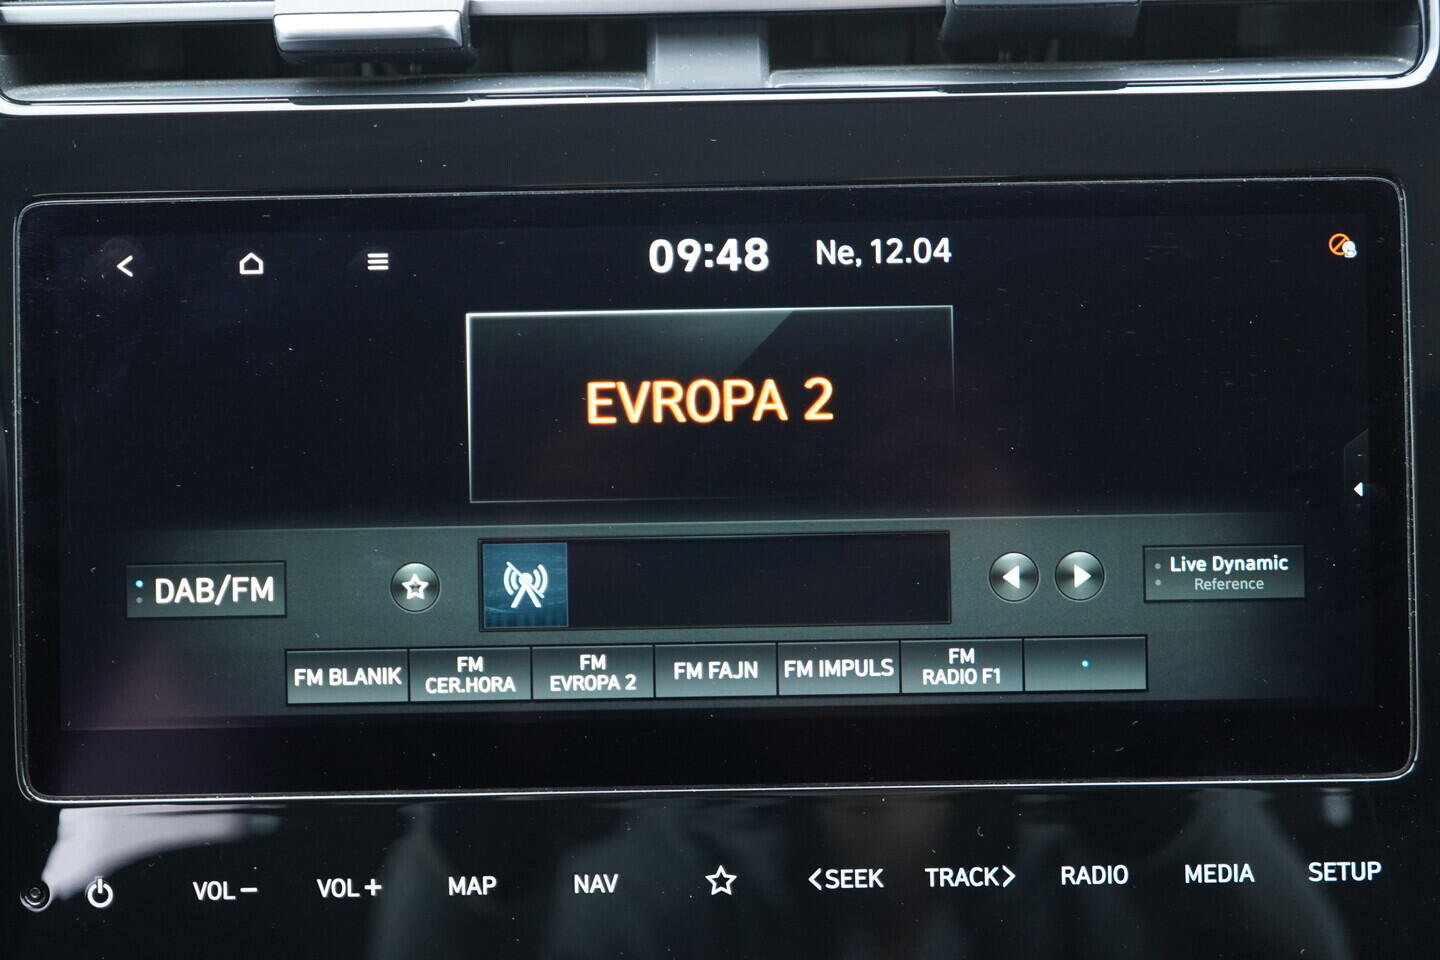 09:48 Ne, 12.04
EVROPA 2
DAB/FM
Live Dynamic
Reference
FM BLANIK
FM
CER.HORA
FM
EVROPA 2
FM FAJN
FM IMPULS
FM
RADIO F1
VOL− VOL+ MAP NAV <SEEK TRACK> RADIO MEDIA SETUP